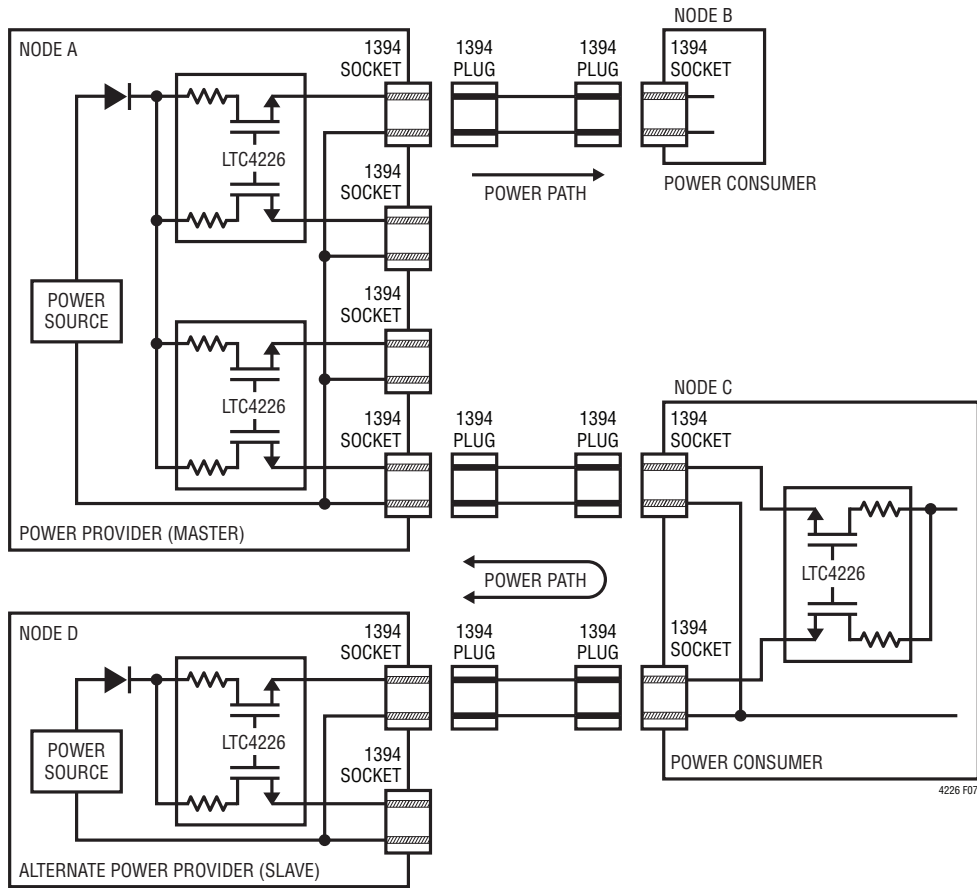 NODE A
1394
SOCKET
1394
PLUG
1394
PLUG
NODE B
1394
SOCKET
LTC4226
POWER PATH
POWER CONSUMER
1394
SOCKET
POWER
SOURCE
1394
SOCKET
LTC4226
1394
SOCKET
1394
PLUG
1394
PLUG
NODE C
1394
SOCKET
POWER PROVIDER (MASTER)
LTC4226
POWER PATH
NODE D
1394
SOCKET
1394
PLUG
1394
PLUG
1394
SOCKET
LTC4226
POWER
SOURCE
1394
SOCKET
POWER CONSUMER
4226 F07
ALTERNATE POWER PROVIDER (SLAVE)